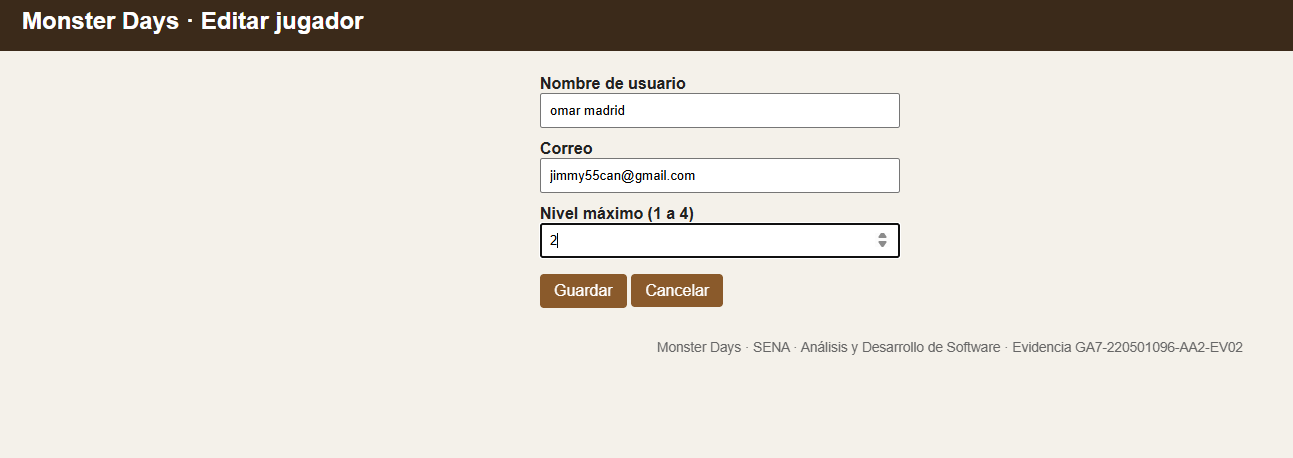 Monster Days · Editar jugador
Nombre de usuario
omar madrid
Correo
jimmy55can@gmail.com
Nivel máximo (1 a 4)
2
Guardar Cancelar
Monster Days · SENA · Análisis y Desarrollo de Software · Evidencia GA7-220501096-AA2-EV02